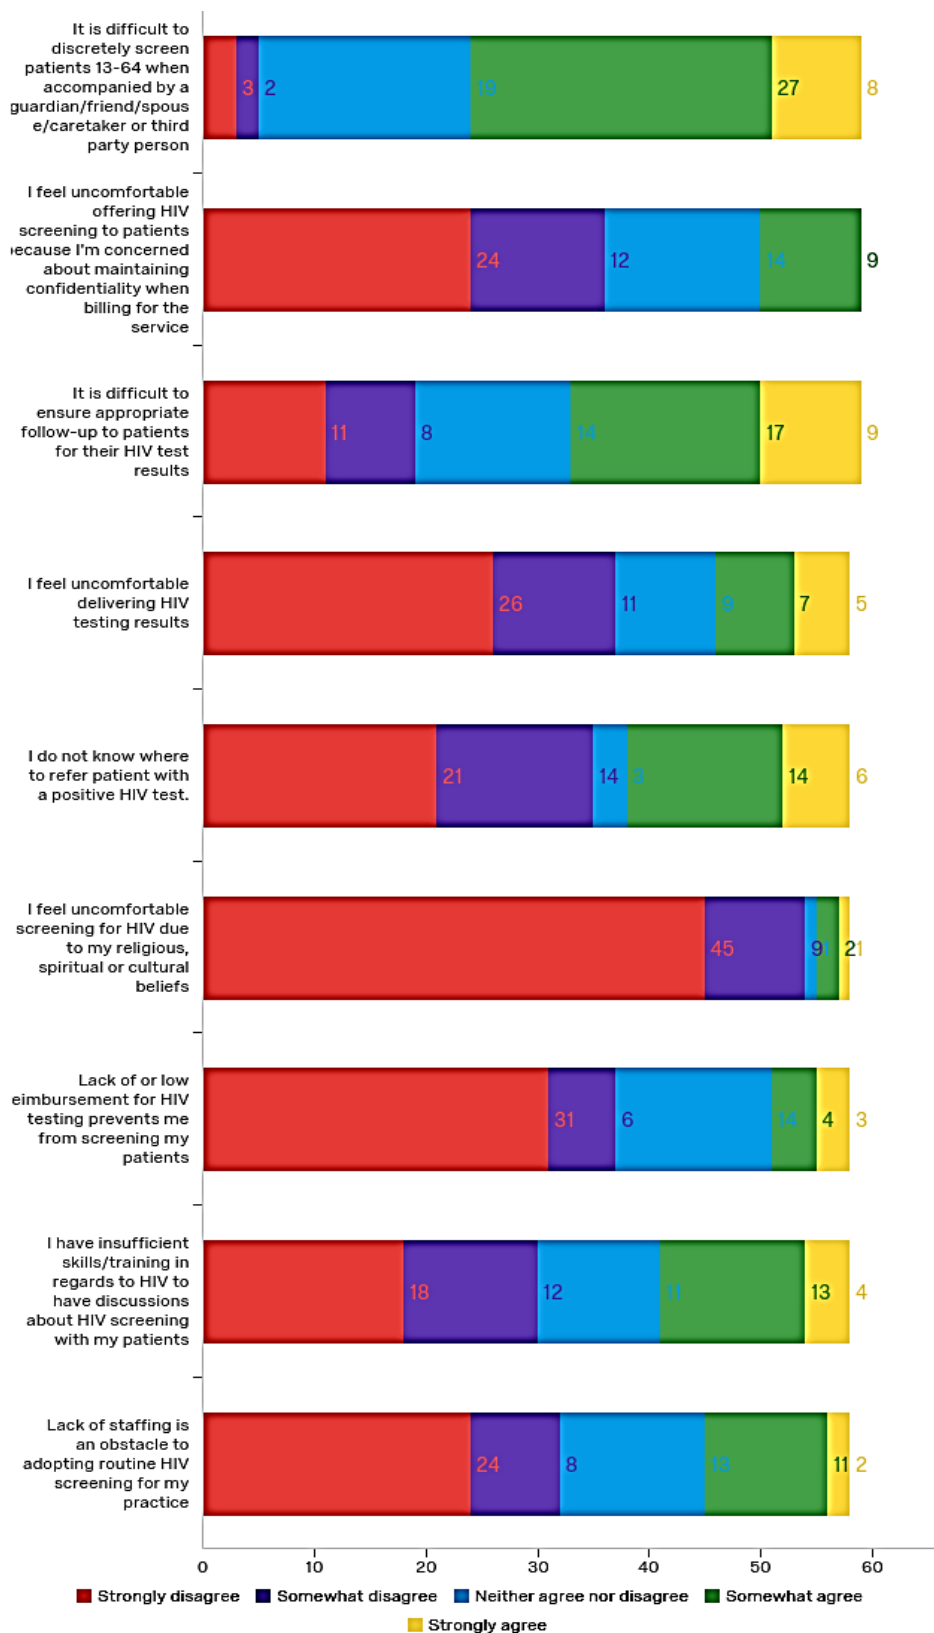 It is difficult to
discretely screen
patients 13-64 when
accompanied by a
guardian/friend/spous
e/caretaker or third
party person
3 2 19 27 8
I feel uncomfortable
offering HIV
screening to patients
ecause I'm concerned
about maintaining
confidentiality when
billing for the
service
24 12 14 9
It is difficult to
ensure appropriate
follow-up to patients
for their HIV test
results
11 8 14 17 9
I feel uncomfortable
delivering HIV
testing results
26 11 9 7 5
I do not know where
to refer patient with
a positive HIV test.
21 14 3 14 6
I feel uncomfortable
screening for HIV due
to my religious,
spiritual or cultural
beliefs
45 9 1 2 1
Lack of or low
eimbursement for HIV
testing prevents me
from screening my
patients
31 6 14 4 3
I have insufficient
skills/training in
regards to HIV to
have discussions
about HIV screening
with my patients
18 12 11 13 4
Lack of staffing is
an obstacle to
adopting routine HIV
screening for my
practice
24 8 13 11 2
0 10 20 30 40 50 60
Strongly disagree Somewhat disagree Neither agree nor disagree Somewhat agree
Strongly agree